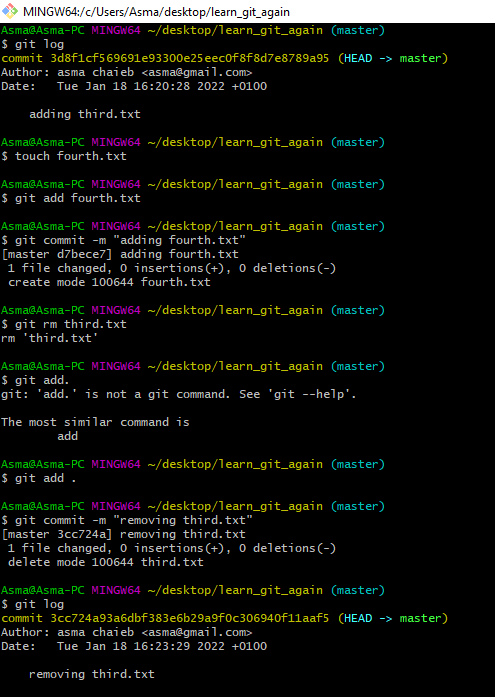 MINGW64:/c/Users/Asma/desktop/learn_git_again
Asma@Asma-PC MINGW64 ~/desktop/learn_git_again (master)
$ git log
commit 3d8f1cf569691e93300e25eec0f8f8d7e8789a95 (HEAD -> master)
Author: asma chaieb <asma@gmail.com>
Date:   Tue Jan 18 16:20:28 2022 +0100
    adding third.txt
Asma@Asma-PC MINGW64 ~/desktop/learn_git_again (master)
$ touch fourth.txt
Asma@Asma-PC MINGW64 ~/desktop/learn_git_again (master)
$ git add fourth.txt
Asma@Asma-PC MINGW64 ~/desktop/learn_git_again (master)
$ git commit -m "adding fourth.txt"
[master d7bece7] adding fourth.txt
 1 file changed, 0 insertions(+), 0 deletions(-)
 create mode 100644 fourth.txt
Asma@Asma-PC MINGW64 ~/desktop/learn_git_again (master)
$ git rm third.txt
rm 'third.txt'
Asma@Asma-PC MINGW64 ~/desktop/learn_git_again (master)
$ git add.
git: 'add.' is not a git command. See 'git --help'.
The most similar command is
        add
Asma@Asma-PC MINGW64 ~/desktop/learn_git_again (master)
$ git add .
Asma@Asma-PC MINGW64 ~/desktop/learn_git_again (master)
$ git commit -m "removing third.txt"
[master 3cc724a] removing third.txt
 1 file changed, 0 insertions(+), 0 deletions(-)
 delete mode 100644 third.txt
Asma@Asma-PC MINGW64 ~/desktop/learn_git_again (master)
$ git log
commit 3cc724a93a6dbf383e6b29a9f0c306940f11aaf5 (HEAD -> master)
Author: asma chaieb <asma@gmail.com>
Date:   Tue Jan 18 16:23:29 2022 +0100
    removing third.txt